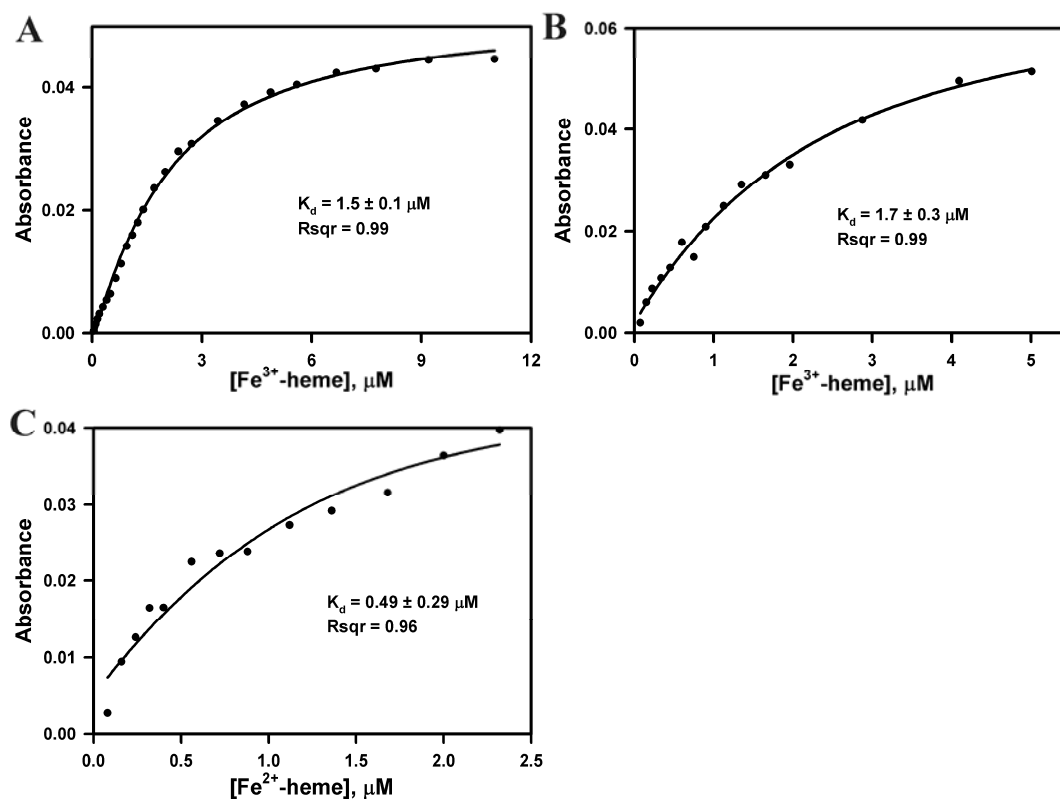 A
Absorbance
0.04
0.02
0.00
K_d = 1.5 ± 0.1 μM
Rsqr = 0.99
0 3 6 9 12
[Fe³⁺-heme], μM
B
Absorbance
0.06
0.04
0.02
0.00
K_d = 1.7 ± 0.3 μM
Rsqr = 0.99
0 1 2 3 4 5
[Fe³⁺-heme], μM
C
Absorbance
0.04
0.03
0.02
0.01
0.00
K_d = 0.49 ± 0.29 μM
Rsqr = 0.96
0.0 0.5 1.0 1.5 2.0 2.5
[Fe²⁺-heme], μM